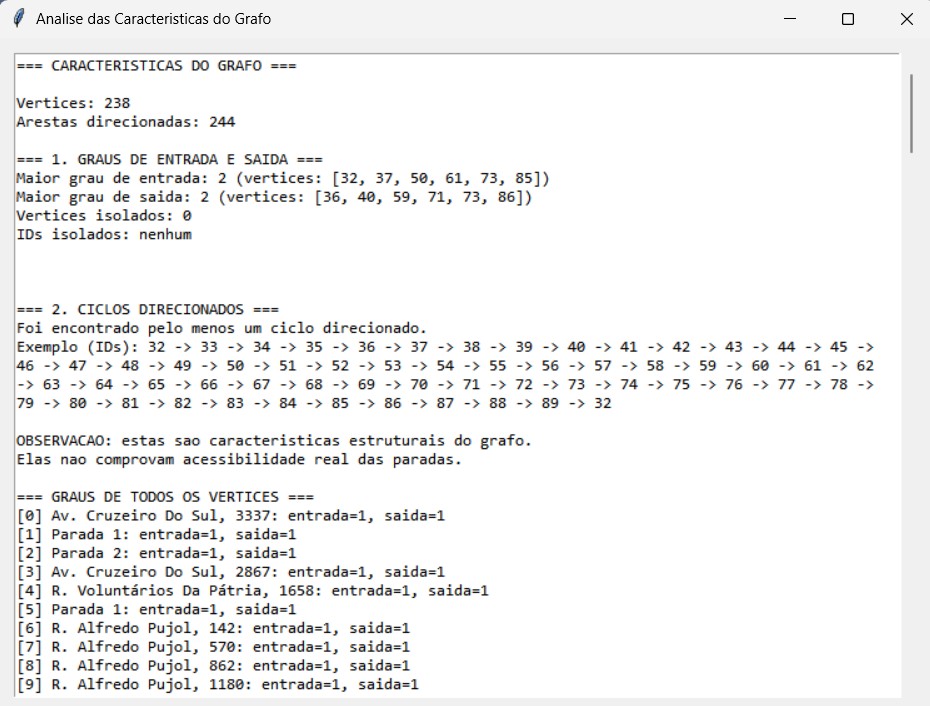 Analise das Caracteristicas do Grafo
=== CARACTERISTICAS DO GRAFO ===
Vertices: 238
Arestas direcionadas: 244
=== 1. GRAUS DE ENTRADA E SAIDA ===
Maior grau de entrada: 2 (vertices: [32, 37, 50, 61, 73, 85])
Maior grau de saida: 2 (vertices: [36, 40, 59, 71, 73, 86])
Vertices isolados: 0
IDs isolados: nenhum
=== 2. CICLOS DIRECIONADOS ===
Foi encontrado pelo menos um ciclo direcionado.
Exemplo (IDs): 32 -> 33 -> 34 -> 35 -> 36 -> 37 -> 38 -> 39 -> 40 -> 41 -> 42 -> 43 -> 44 -> 45 ->
46 -> 47 -> 48 -> 49 -> 50 -> 51 -> 52 -> 53 -> 54 -> 55 -> 56 -> 57 -> 58 -> 59 -> 60 -> 61 -> 62
-> 63 -> 64 -> 65 -> 66 -> 67 -> 68 -> 69 -> 70 -> 71 -> 72 -> 73 -> 74 -> 75 -> 76 -> 77 -> 78 ->
79 -> 80 -> 81 -> 82 -> 83 -> 84 -> 85 -> 86 -> 87 -> 88 -> 89 -> 32
OBSERVACAO: estas sao caracteristicas estruturais do grafo.
Elas nao comprovam acessibilidade real das paradas.
=== GRAUS DE TODOS OS VERTICES ===
[0] Av. Cruzeiro Do Sul, 3337: entrada=1, saida=1
[1] Parada 1: entrada=1, saida=1
[2] Parada 2: entrada=1, saida=1
[3] Av. Cruzeiro Do Sul, 2867: entrada=1, saida=1
[4] R. Voluntários Da Pátria, 1658: entrada=1, saida=1
[5] Parada 1: entrada=1, saida=1
[6] R. Alfredo Pujol, 142: entrada=1, saida=1
[7] R. Alfredo Pujol, 570: entrada=1, saida=1
[8] R. Alfredo Pujol, 862: entrada=1, saida=1
[9] R. Alfredo Pujol, 1180: entrada=1, saida=1